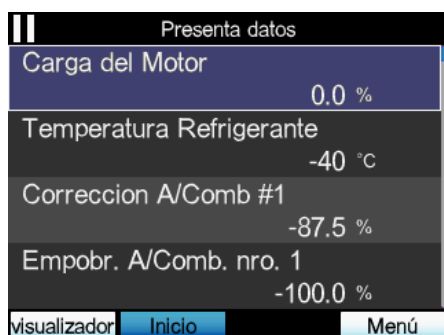 Presenta datos
Carga del Motor
0.0 %
Temperatura Refrigerante
-40 °C
Correccion A/Comb #1
-87.5 %
Empobr. A/Comb. nro. 1
-100.0 %
visualizador Inicio Menú